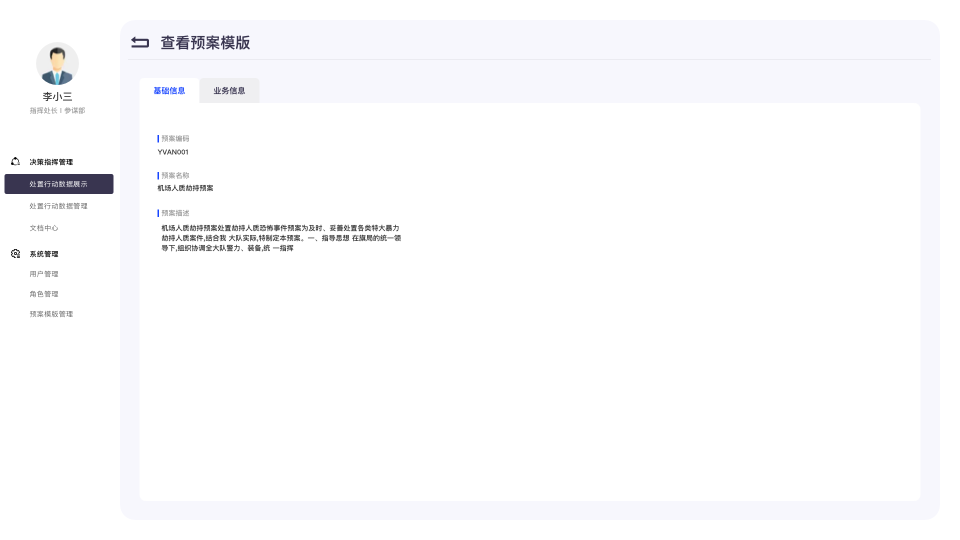 李小三
指挥处长 | 参谋部
决策指挥管理
处置行动数据展示
处置行动数据管理
文档中心
系统管理
用户管理
角色管理
预案模版管理
查看预案模版
基础信息
业务信息
预案编码
YVAN001
预案名称
机场人质劫持预案
预案描述
机场人质劫持预案处置劫持人质恐怖事件预案为及时、妥善处置各类特大暴力
劫持人质案件,结合我 大队实际,特制定本预案。一、指导思想 在旗局的统一领
导下,组织协调全大队警力、装备,统 一指挥